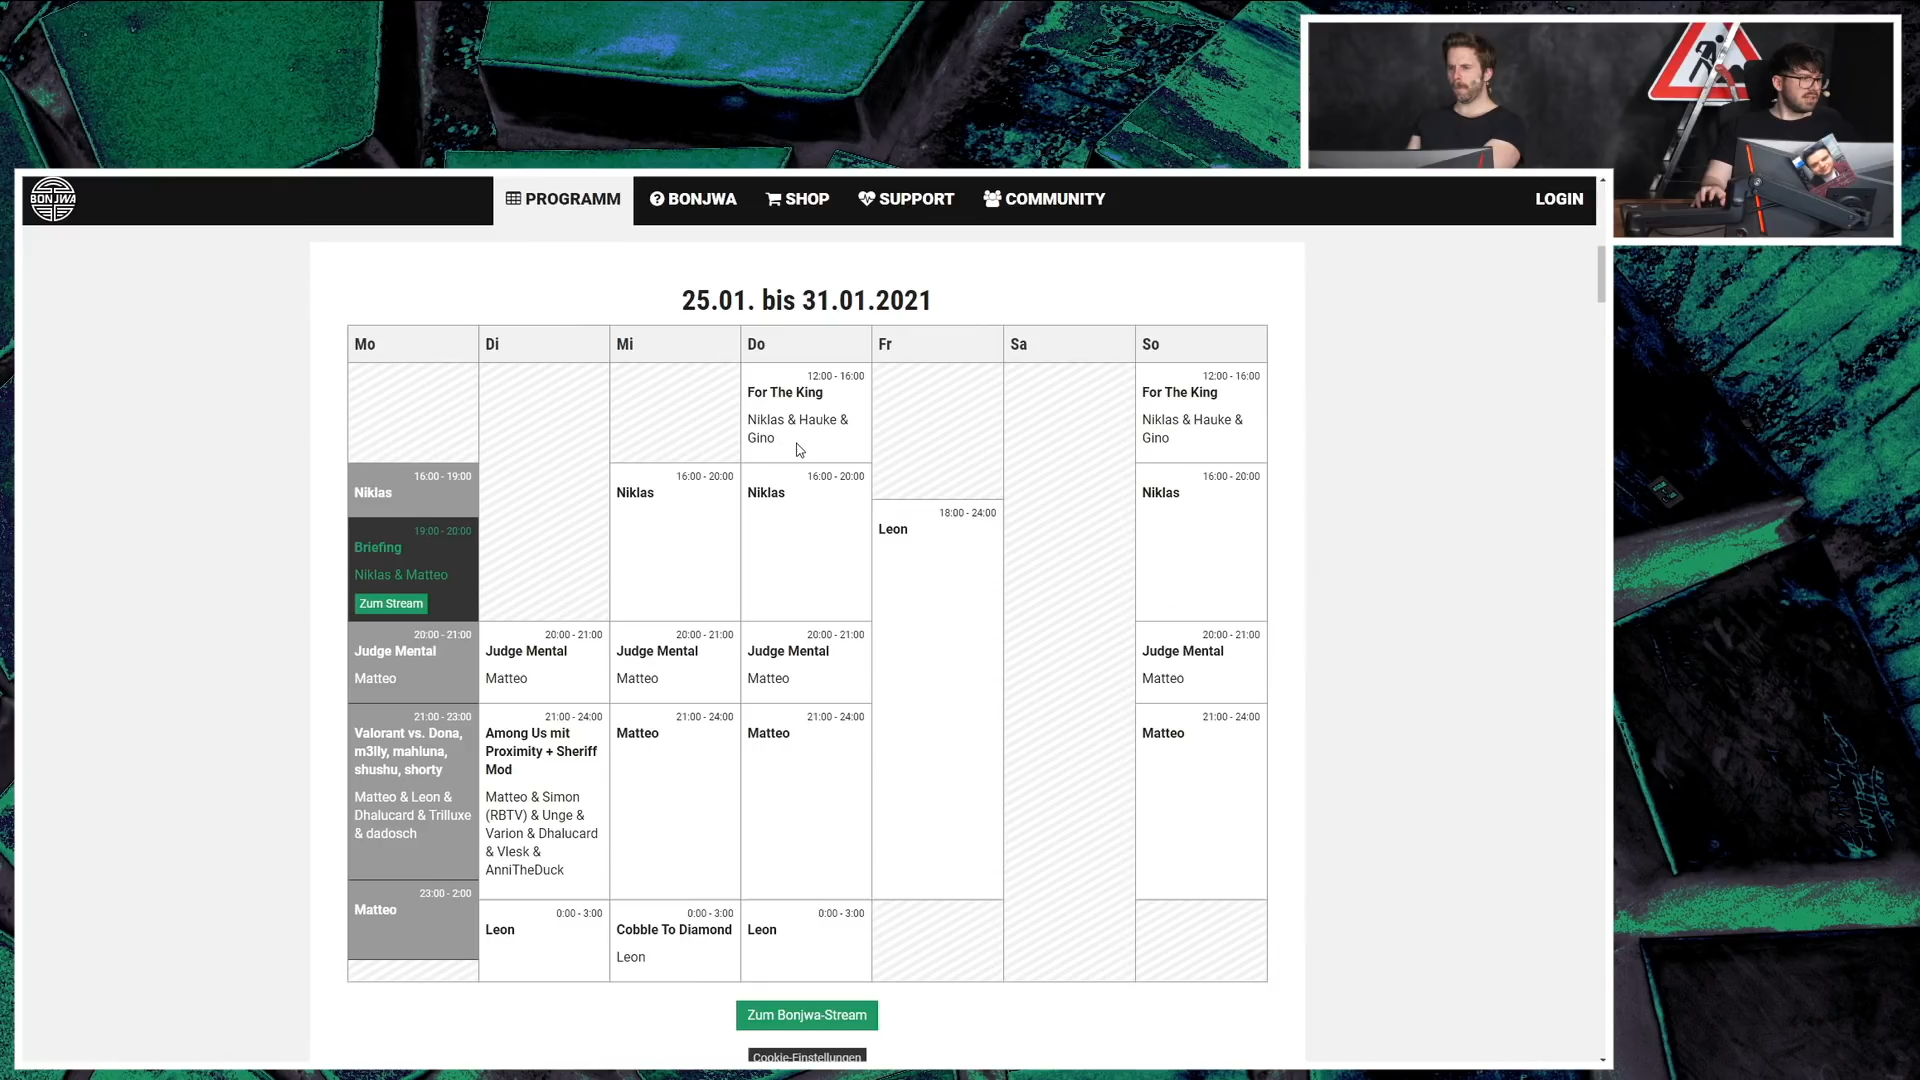 BONJWA
PROGRAMM
BONJWA
SHOP
SUPPORT
COMMUNITY
LOGIN
25.01. bis 31.01.2021
Mo
Di
Mi
Do
Fr
Sa
So
16:00 - 19:00
Niklas
19:00 - 20:00
Briefing
Niklas & Matteo
Zum Stream
20:00 - 21:00
Judge Mental
Matteo
21:00 - 23:00
Valorant vs. Dona,
m3lly, mahluna,
shushu, shorty
Matteo & Leon &
Dhalucard & Trilluxe
& dadosch
23:00 - 2:00
Matteo
20:00 - 21:00
Judge Mental
Matteo
21:00 - 24:00
Among Us mit
Proximity + Sheriff
Mod
Matteo & Simon
(RBTV) & Unge &
Varion & Dhalucard
& Vlesk &
AnniTheDuck
0:00 - 3:00
Leon
16:00 - 20:00
Niklas
20:00 - 21:00
Judge Mental
Matteo
21:00 - 24:00
Matteo
0:00 - 3:00
Cobble To Diamond
Leon
12:00 - 16:00
For The King
Niklas & Hauke &
Gino
16:00 - 20:00
Niklas
20:00 - 21:00
Judge Mental
Matteo
21:00 - 24:00
Matteo
0:00 - 3:00
Leon
18:00 - 24:00
Leon
12:00 - 16:00
For The King
Niklas & Hauke &
Gino
16:00 - 20:00
Niklas
20:00 - 21:00
Judge Mental
Matteo
21:00 - 24:00
Matteo
Zum Bonjwa-Stream
Cookie-Einstellungen